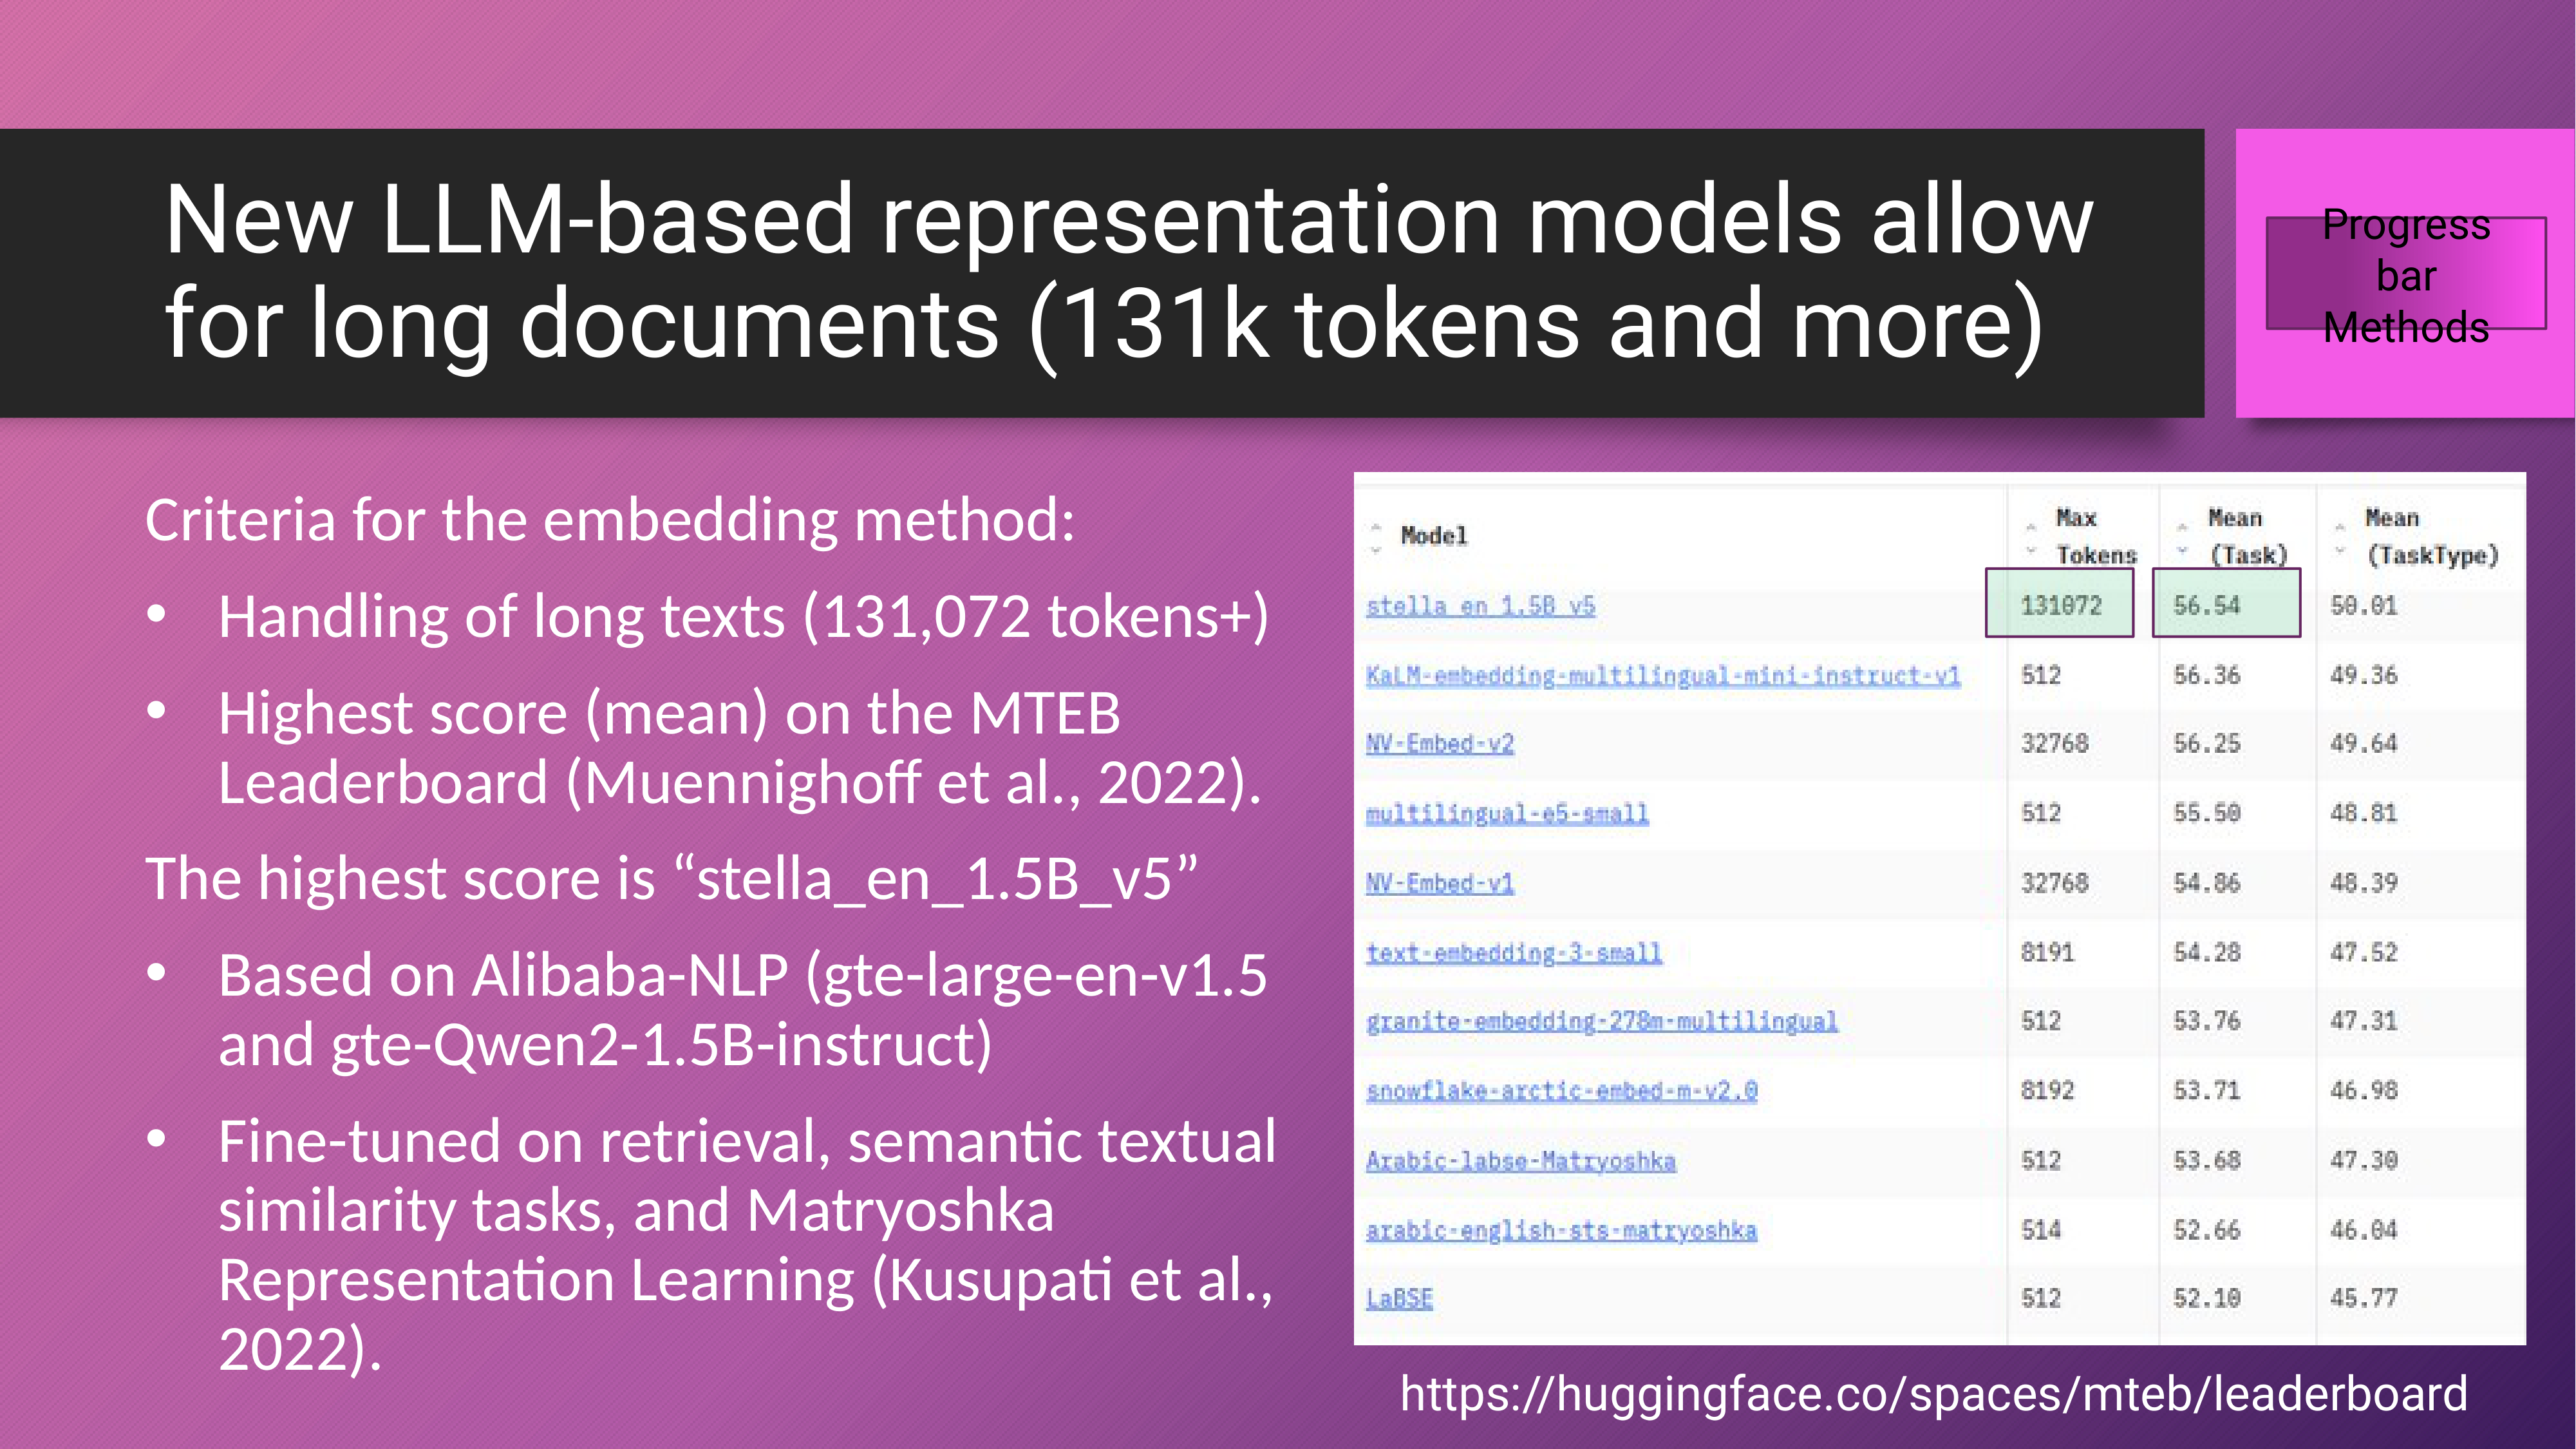 New LLM-based representation models allow
for long documents (131k tokens and more)
Progress
bar
Methods
Criteria for the embedding method:
• Handling of long texts (131,072 tokens+)
• Highest score (mean) on the MTEB
Leaderboard (Muennighoff et al., 2022).
The highest score is “stella_en_1.5B_v5”
• Based on Alibaba-NLP (gte-large-en-v1.5
and gte-Qwen2-1.5B-instruct)
• Fine-tuned on retrieval, semantic textual
similarity tasks, and Matryoshka
Representation Learning (Kusupati et al.,
2022).
Model Max Tokens Mean (Task) Mean (TaskType)
stella_en_1.5B_v5 131072 56.54 50.01
KaLM-embedding-multilingual-mini-instruct-v1 512 56.36 49.36
NV-Embed-v2 32768 56.25 49.64
multilingual-e5-small 512 55.50 48.81
NV-Embed-v1 32768 54.86 48.39
text-embedding-3-small 8191 54.28 47.52
granite-embedding-278m-multilingual 512 53.76 47.31
snowflake-arctic-embed-m-v2.0 8192 53.71 46.98
Arabic-labse-Matryoshka 512 53.68 47.30
arabic-english-sts-matryoshka 514 52.66 46.04
LaBSE 512 52.10 45.77
https://huggingface.co/spaces/mteb/leaderboard